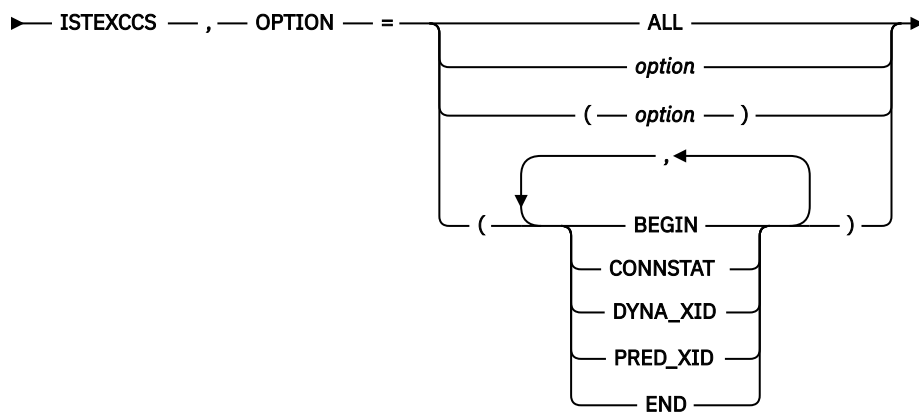 ISTEXCCS , OPTION = ALL
option
( option )
,
( BEGIN )
CONNSTAT
DYNA_XID
PRED_XID
END